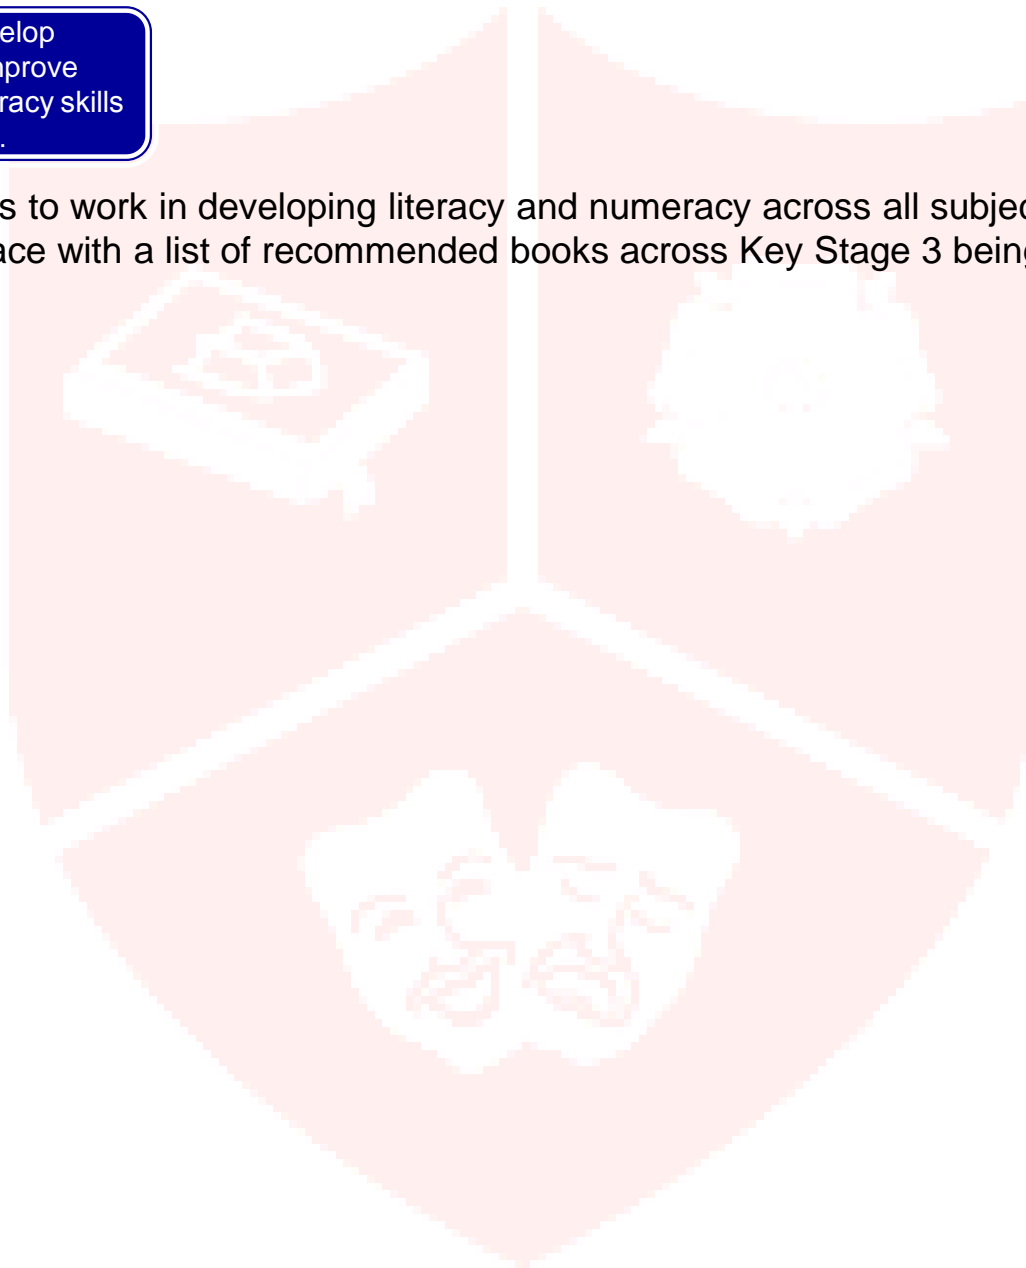 elop
nprove
racy skills
.
s to work in developing literacy and numeracy across all subjec
ace with a list of recommended books across Key Stage 3 being